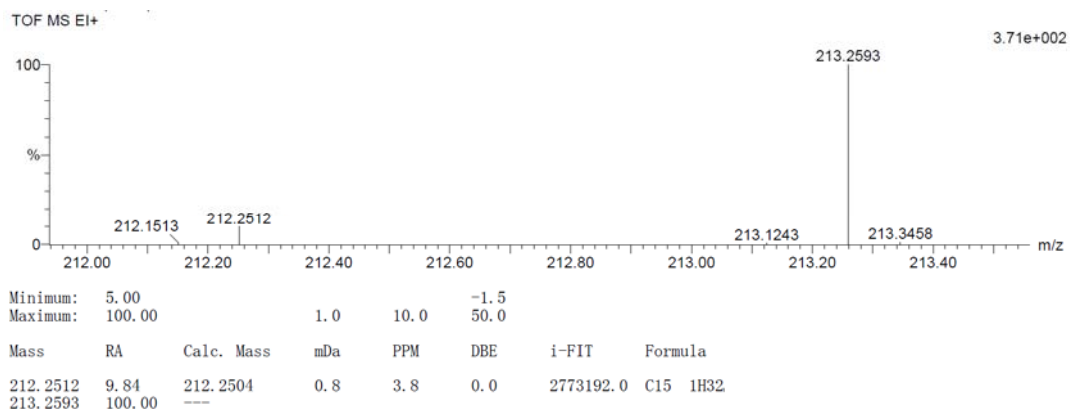 TOF MS EI+
3.71e+002
213.2593
100
%
212.1513
212.2512
213.1243
213.3458
0
m/z
212.00 212.20 212.40 212.60 212.80 213.00 213.20 213.40
Minimum: 5.00 -1.5
Maximum: 100.00 1.0 10.0 50.0
Mass RA Calc. Mass mDa PPM DBE i-FIT Formula
212.2512 9.84 212.2504 0.8 3.8 0.0 2773192.0 C15 1H32
213.2593 100.00 ---